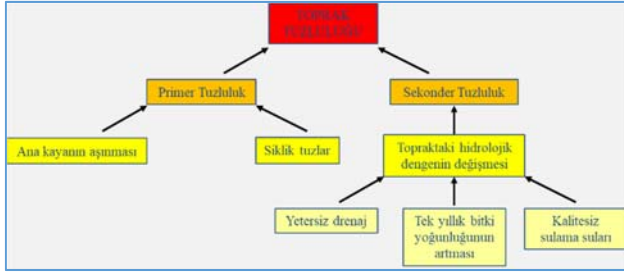 TOPRAK
TUZLULUĞU
Primer Tuzluluk
Sekonder Tuzluluk
Ana kayanın aşınması
Siklik tuzlar
Topraktaki hidrolojik
dengenin değişmesi
Yetersiz drenaj
Tek yıllık bitki
yoğunluğunun
artması
Kalitesiz
sulama suları